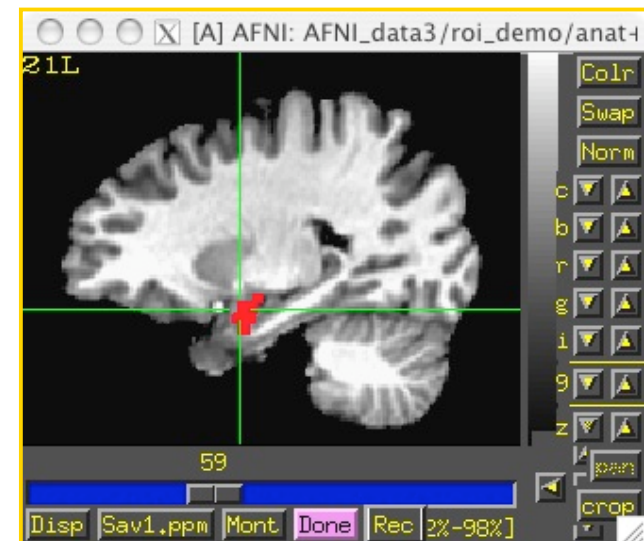 X [A] AFNI: AFNI_data3/roi_demo/anat+
21L
Colr
Swap
Norm
c
b
r
g
i
9
z
pan
crop
59
Disp Sav1.ppm Mont Done Rec 2%-98%]